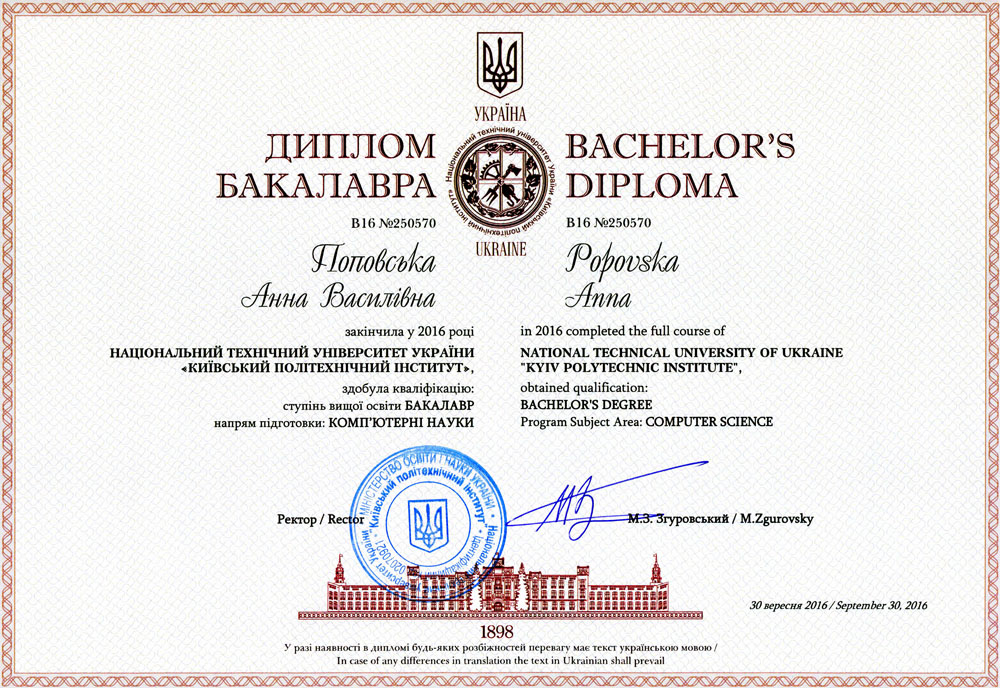 УКРАЇНА
Національний технічний університет України «Київський політехнічний інститут»
UKRAINE
ДИПЛОМ
БАКАЛАВРА
В16 №250570
Поповська
Анна Василівна
закінчила у 2016 році
НАЦІОНАЛЬНИЙ ТЕХНІЧНИЙ УНІВЕРСИТЕТ УКРАЇНИ
«КИЇВСЬКИЙ ПОЛІТЕХНІЧНИЙ ІНСТИТУТ»,
здобула кваліфікацію:
ступінь вищої освіти БАКАЛАВР
напрям підготовки: КОМП'ЮТЕРНІ НАУКИ
BACHELOR'S
DIPLOMA
B16 №250570
Popovska
Anna
in 2016 completed the full course of
NATIONAL TECHNICAL UNIVERSITY OF UKRAINE
"KYIV POLYTECHNIC INSTITUTE",
obtained qualification:
BACHELOR'S DEGREE
Program Subject Area: COMPUTER SCIENCE
Ректор / Rector
МІНІСТЕРСТВО ОСВІТИ І НАУКИ УКРАЇНИ
Київський політехнічний інститут
02070921
М.З. Згуровський / M.Zgurovsky
30 вересня 2016 / September 30, 2016
1898
У разі наявності в дипломі будь-яких розбіжностей перевагу має текст українською мовою /
In case of any differences in translation the text in Ukrainian shall prevail